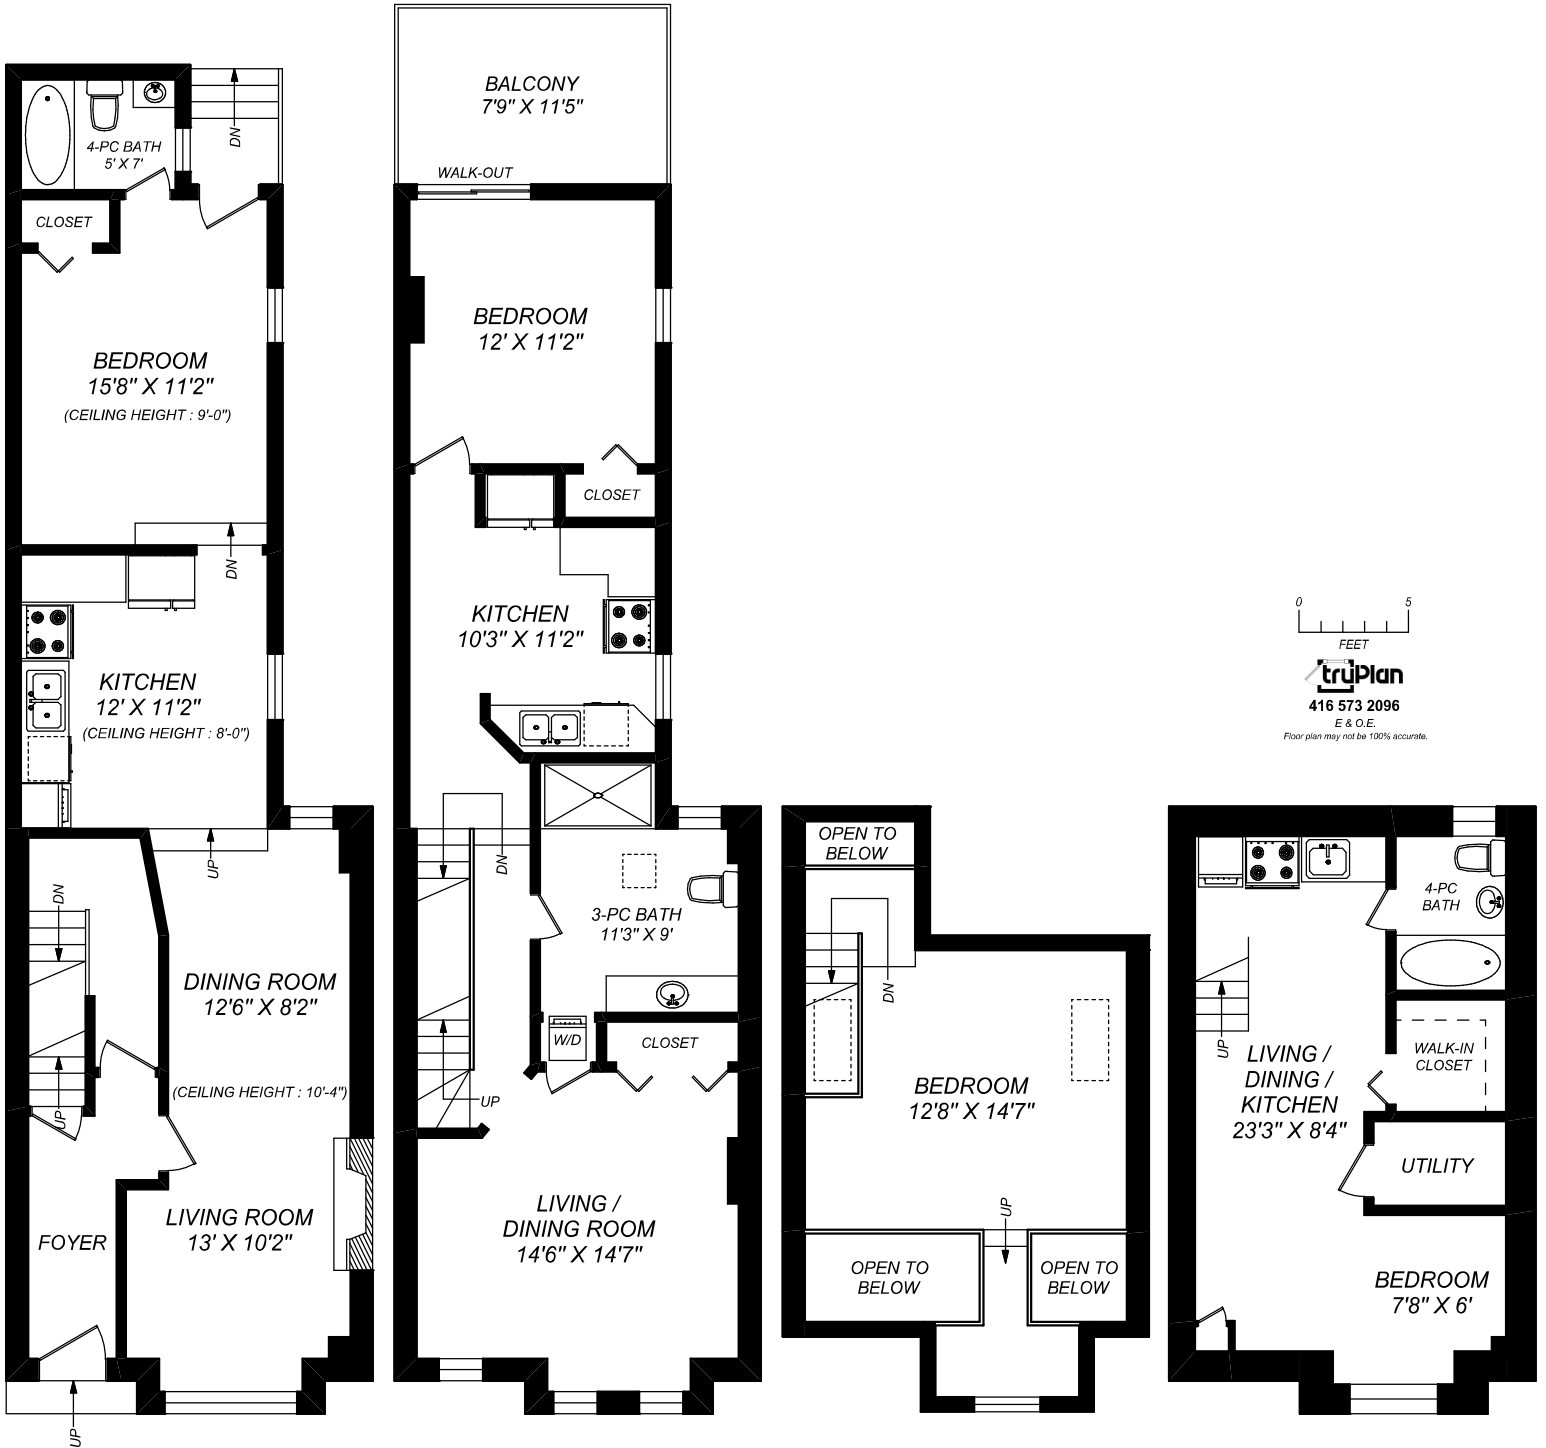 4-PC BATH
5' X 7'
DN
CLOSET
BEDROOM
15'8" X 11'2"
(CEILING HEIGHT : 9'-0")
DN
KITCHEN
12' X 11'2"
(CEILING HEIGHT : 8'-0")
UP
DN
DINING ROOM
12'6" X 8'2"
(CEILING HEIGHT : 10'-4")
UP
LIVING ROOM
13' X 10'2"
FOYER
UP
BALCONY
7'9" X 11'5"
WALK-OUT
BEDROOM
12' X 11'2"
CLOSET
KITCHEN
10'3" X 11'2"
DN
3-PC BATH
11'3" X 9'
W/D
CLOSET
UP
LIVING /
DINING ROOM
14'6" X 14'7"
OPEN TO
BELOW
DN
BEDROOM
12'8" X 14'7"
UP
OPEN TO
BELOW
OPEN TO
BELOW
0 5
FEET
truPlan
416 573 2096
E & O.E.
Floor plan may not be 100% accurate.
4-PC
BATH
UP
LIVING /
DINING /
KITCHEN
23'3" X 8'4"
WALK-IN
CLOSET
UTILITY
BEDROOM
7'8" X 6'